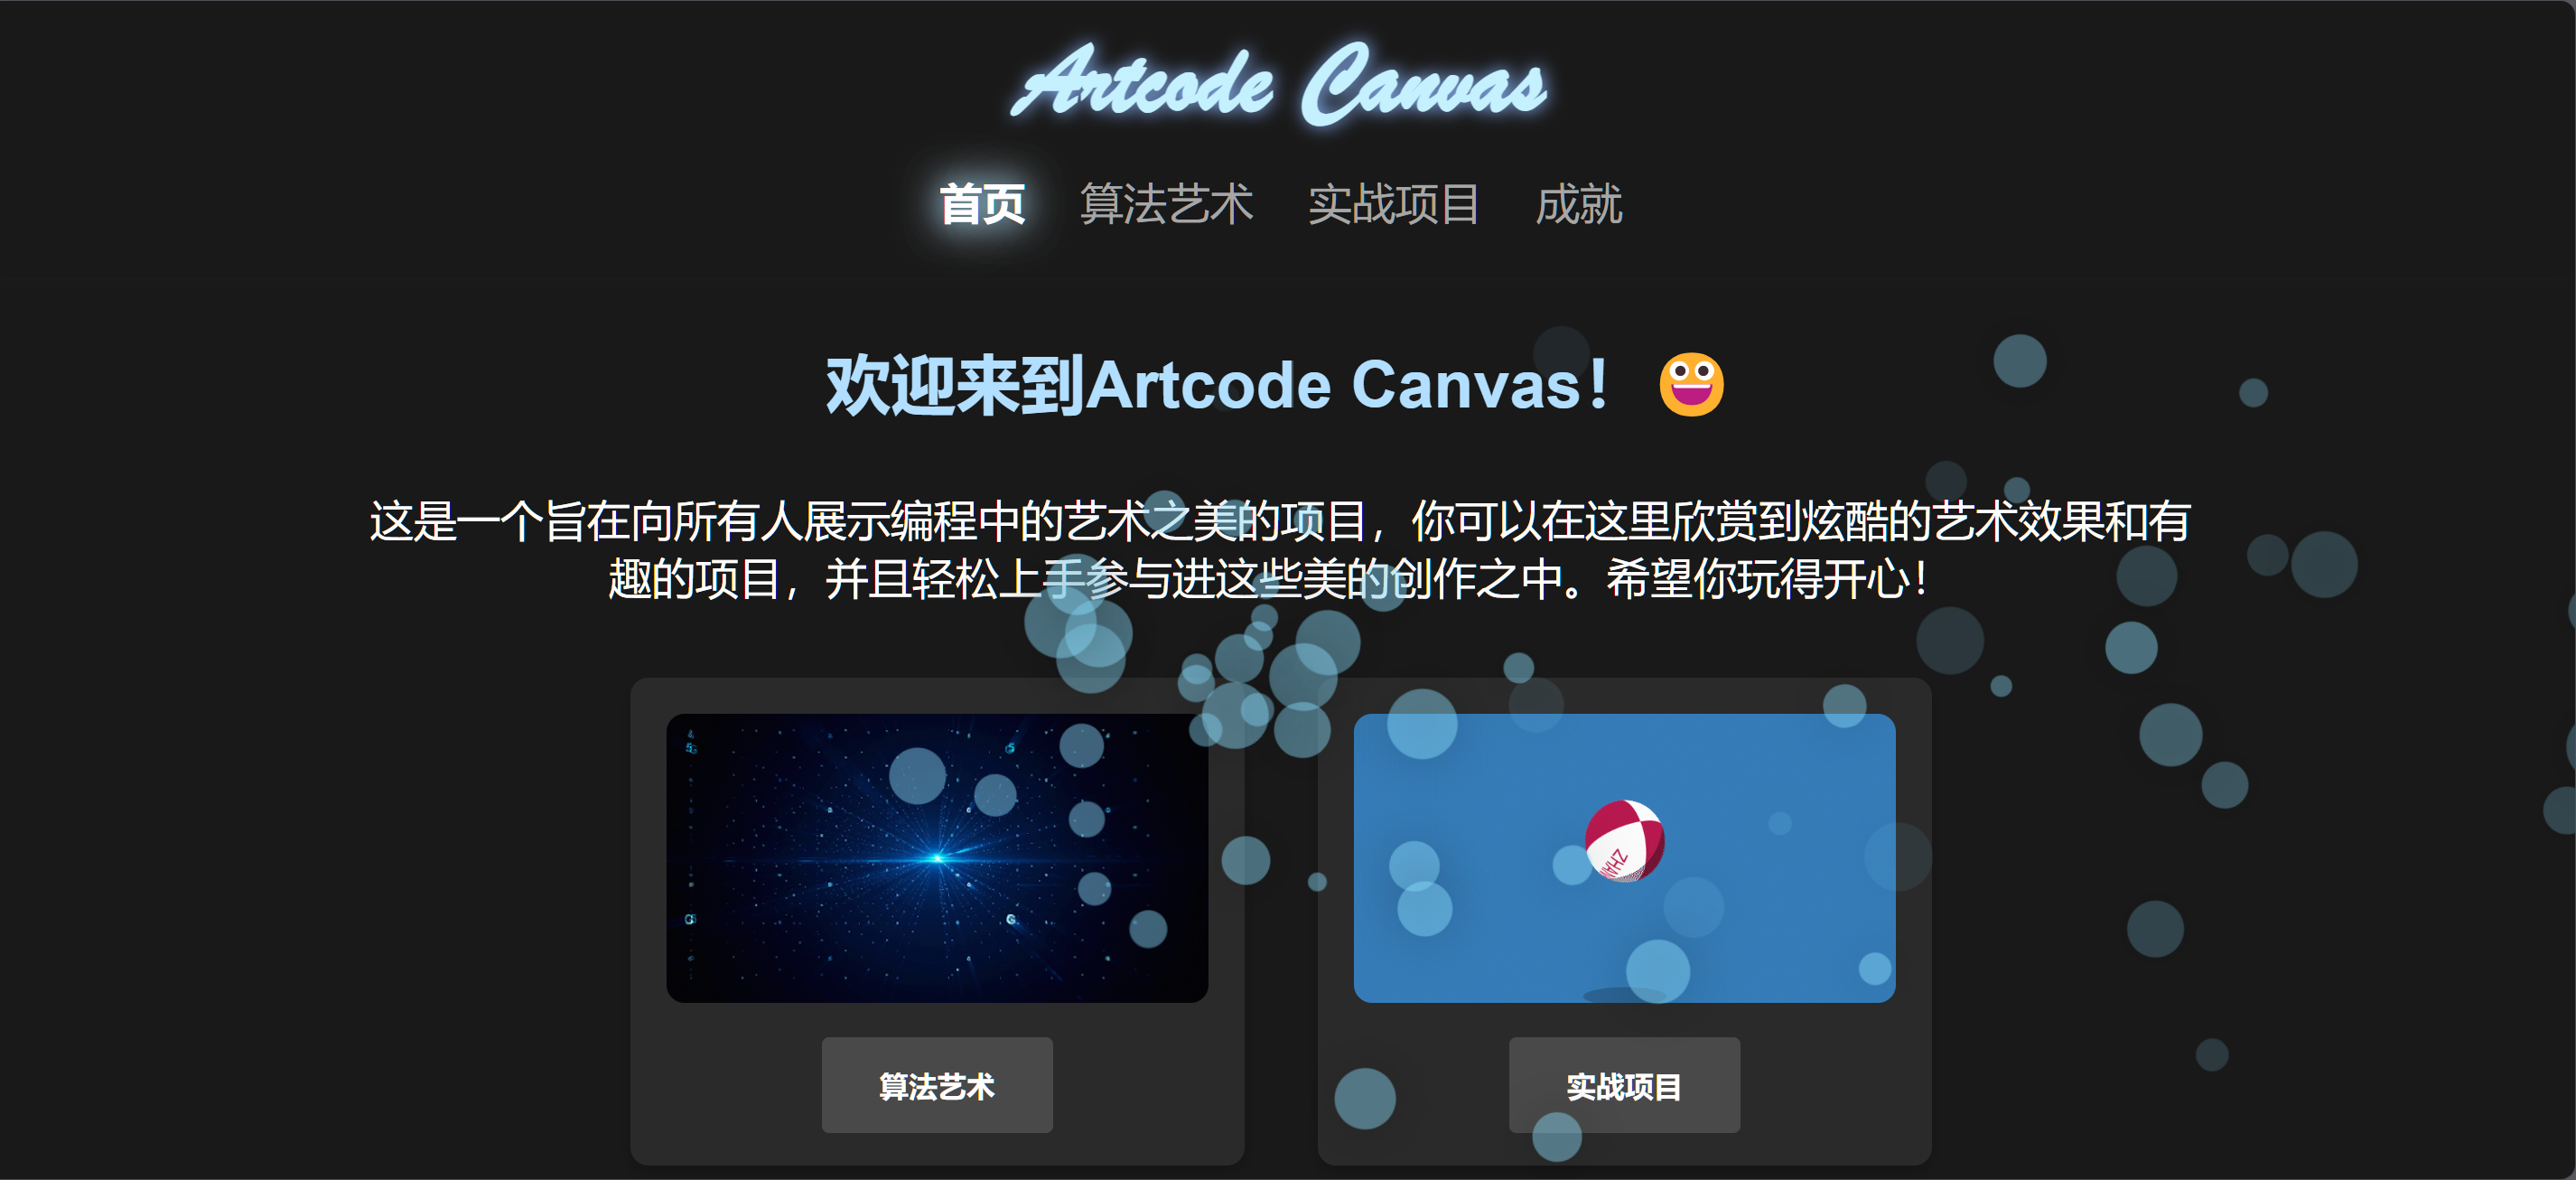 Artcode Canvas
首页 算法艺术 实战项目 成就
欢迎来到Artcode Canvas！😀
这是一个旨在向所有人展示编程中的艺术之美的项目，你可以在这里欣赏到炫酷的艺术效果和有
趣的项目，并且轻松上手参与进这些美的创作之中。希望你玩得开心！
算法艺术
实战项目